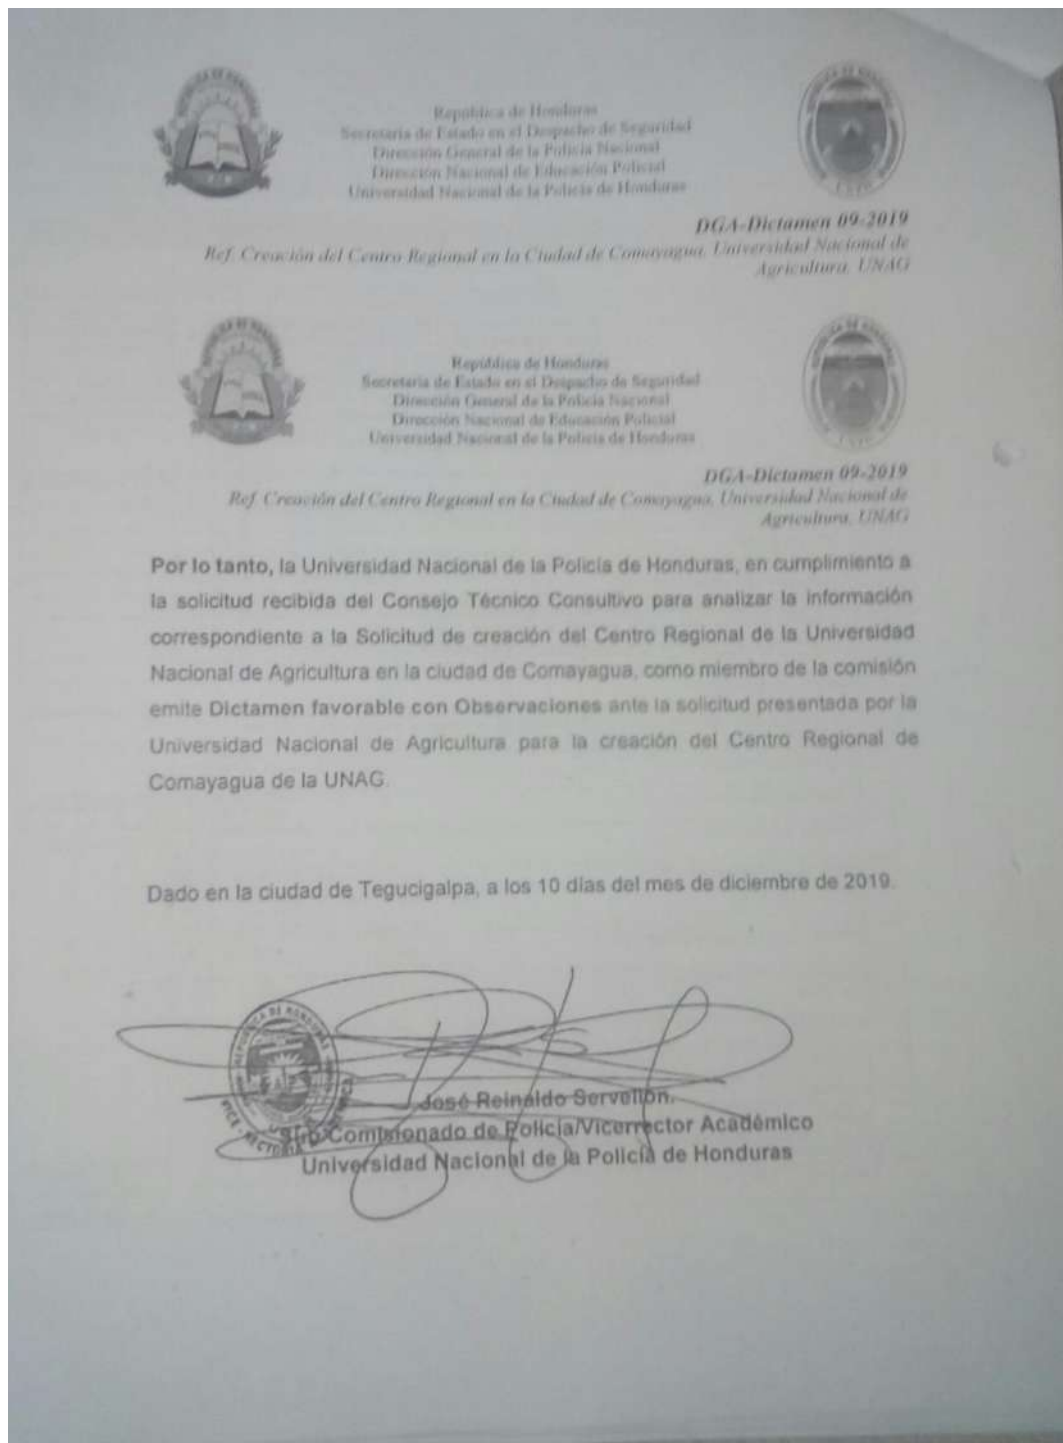 República de Honduras
Secretaria de Estado en el Despacho de Seguridad
Dirección General de la Policía Nacional
Dirección Nacional de Educación Policial
Universidad Nacional de la Policía de Honduras
DGA-Dictamen 09-2019
Ref. Creación del Centro Regional en la Ciudad de Comayagua, Universidad Nacional de
Agricultura, UNAG
República de Honduras
Secretaria de Estado en el Despacho de Seguridad
Dirección General de la Policía Nacional
Dirección Nacional de Educación Policial
Universidad Nacional de la Policía de Honduras
DGA-Dictamen 09-2019
Ref. Creación del Centro Regional en la Ciudad de Comayagua, Universidad Nacional de
Agricultura, UNAG
Por lo tanto, la Universidad Nacional de la Policía de Honduras, en cumplimiento a
la solicitud recibida del Consejo Técnico Consultivo para analizar la información
correspondiente a la Solicitud de creación del Centro Regional de la Universidad
Nacional de Agricultura en la ciudad de Comayagua, como miembro de la comisión
emite Dictamen favorable con Observaciones ante la solicitud presentada por la
Universidad Nacional de Agricultura para la creación del Centro Regional de
Comayagua de la UNAG.
Dado en la ciudad de Tegucigalpa, a los 10 días del mes de diciembre de 2019.
José Reinaldo Servellón.
Sub Comisionado de Policía/Vicerrector Académico
Universidad Nacional de la Policía de Honduras